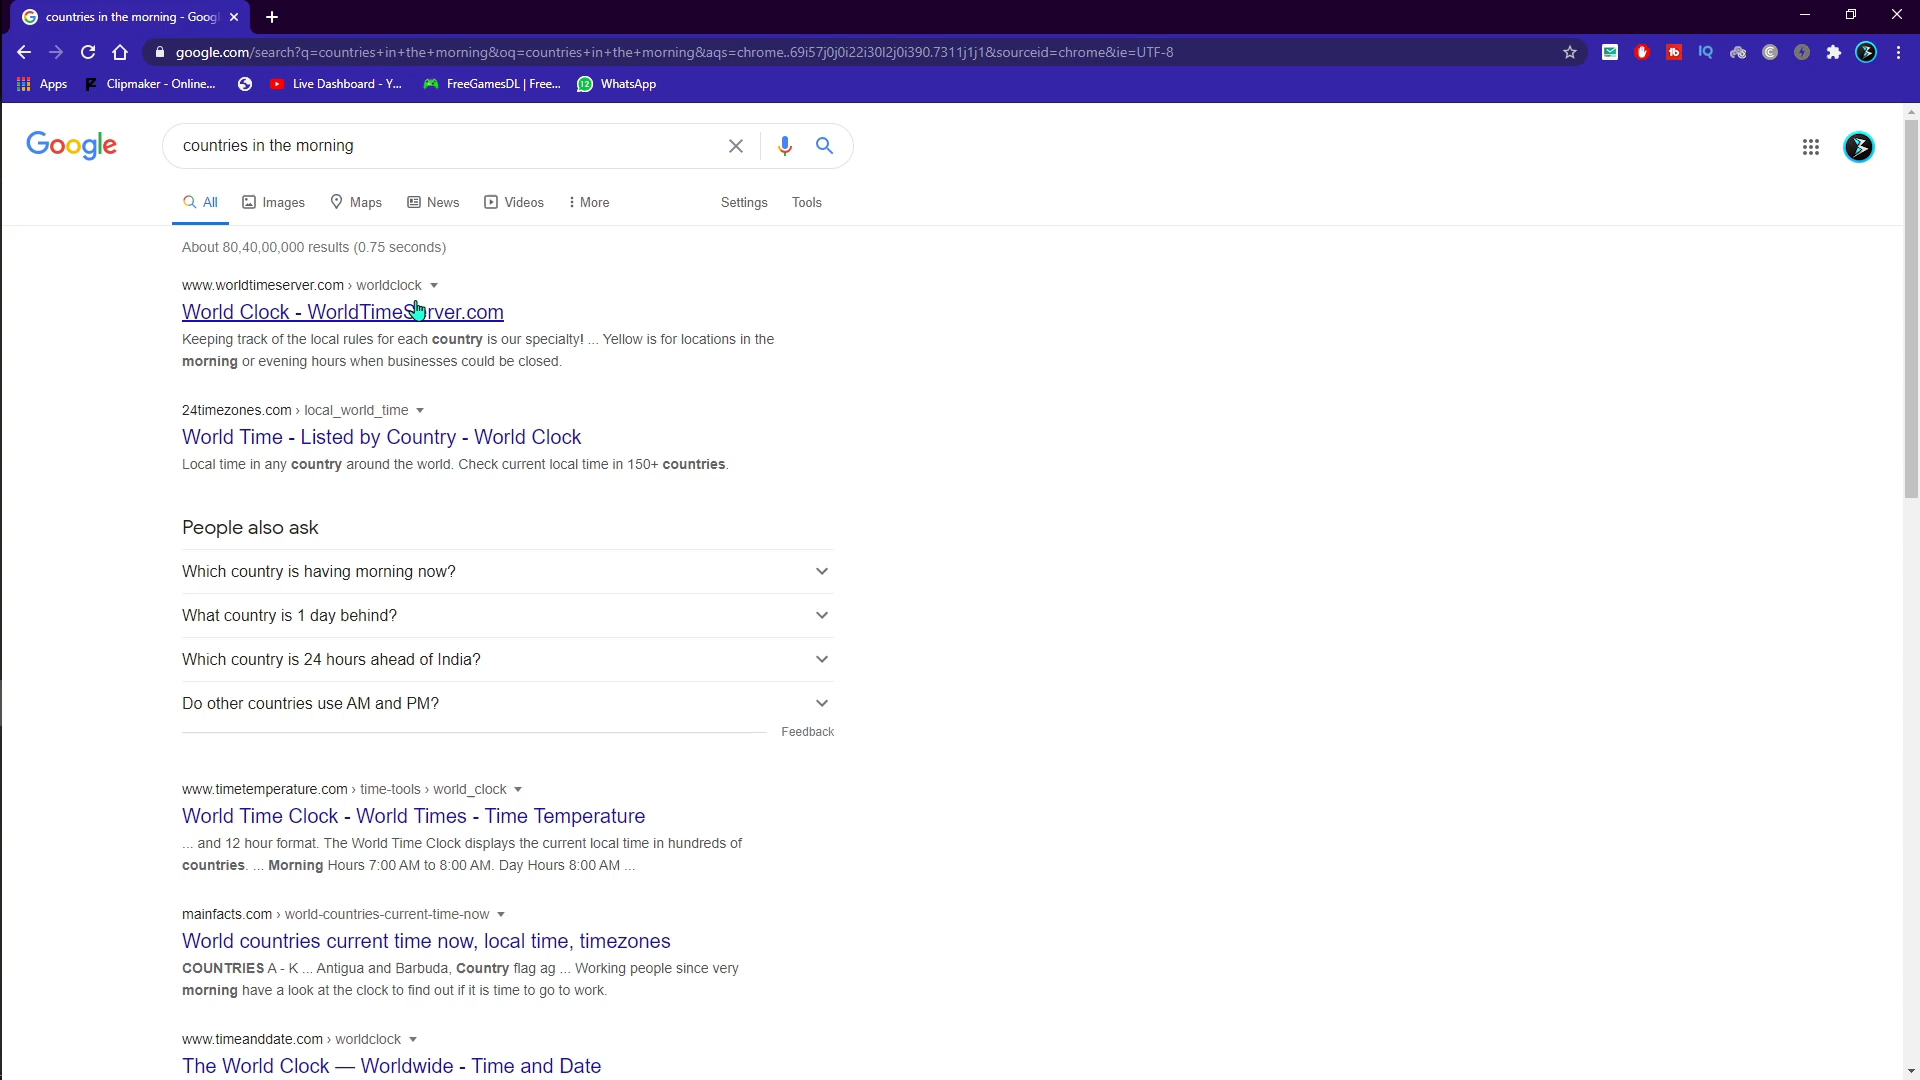 countries in the morning - Googl
google.com/search?q=countries+in+the+morning&oq=countries+in+the+morning&aqs=chrome..69i57j0j0i22i30l2j0i390.7311j1j1&sourceid=chrome&ie=UTF-8
Apps Clipmaker - Online... Live Dashboard - Y... FreeGamesDL | Free... 12 WhatsApp
Google countries in the morning
All Images Maps News Videos More Settings Tools
About 80,40,00,000 results (0.75 seconds)
www.worldtimeserver.com › worldclock
World Clock - WorldTimeServer.com
Keeping track of the local rules for each country is our specialty! ... Yellow is for locations in the
morning or evening hours when businesses could be closed.
24timezones.com › local_world_time
World Time - Listed by Country - World Clock
Local time in any country around the world. Check current local time in 150+ countries.
People also ask
Which country is having morning now?
What country is 1 day behind?
Which country is 24 hours ahead of India?
Do other countries use AM and PM?
Feedback
www.timetemperature.com › time-tools › world_clock
World Time Clock - World Times - Time Temperature
... and 12 hour format. The World Time Clock displays the current local time in hundreds of
countries. ... Morning Hours 7:00 AM to 8:00 AM. Day Hours 8:00 AM ...
mainfacts.com › world-countries-current-time-now
World countries current time now, local time, timezones
COUNTRIES A - K ... Antigua and Barbuda, Country flag ag ... Working people since very
morning have a look at the clock to find out if it is time to go to work.
www.timeanddate.com › worldclock
The World Clock — Worldwide - Time and Date